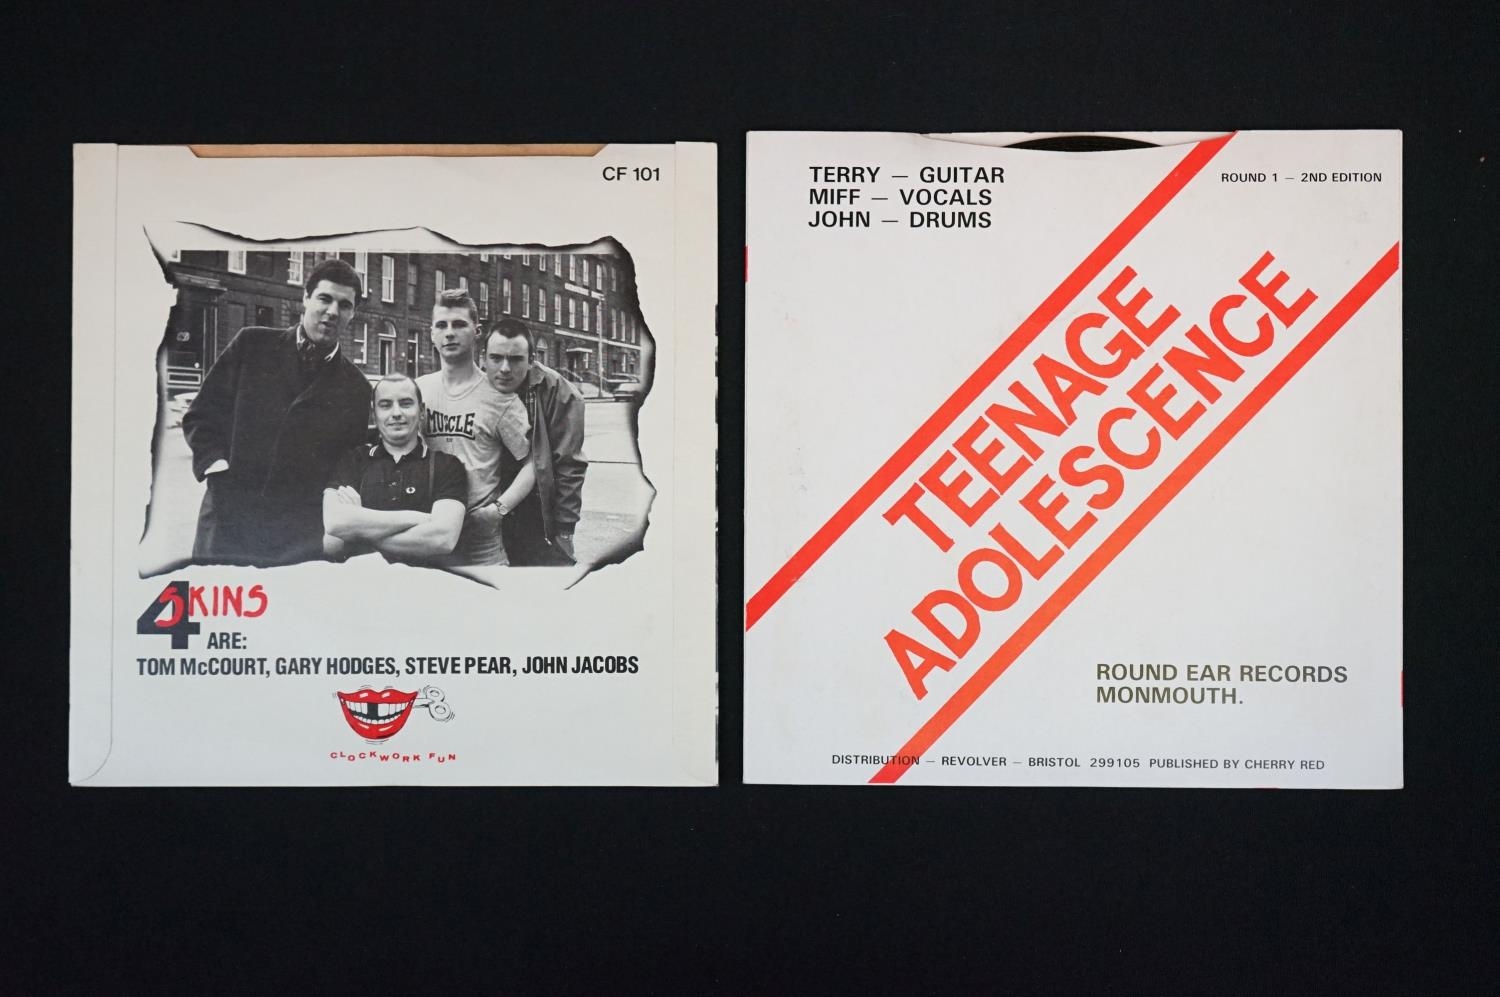 CF 101
MUSCLE
4 SKINS
ARE:
TOM McCOURT, GARY HODGES, STEVE PEAR, JOHN JACOBS
CLOCKWORK FUN
TERRY — GUITAR
MIFF — VOCALS
JOHN — DRUMS
ROUND 1 — 2ND EDITION
TEENAGE
ADOLESCENCE
ROUND EAR RECORDS
MONMOUTH.
DISTRIBUTION — REVOLVER — BRISTOL 299105 PUBLISHED BY CHERRY RED